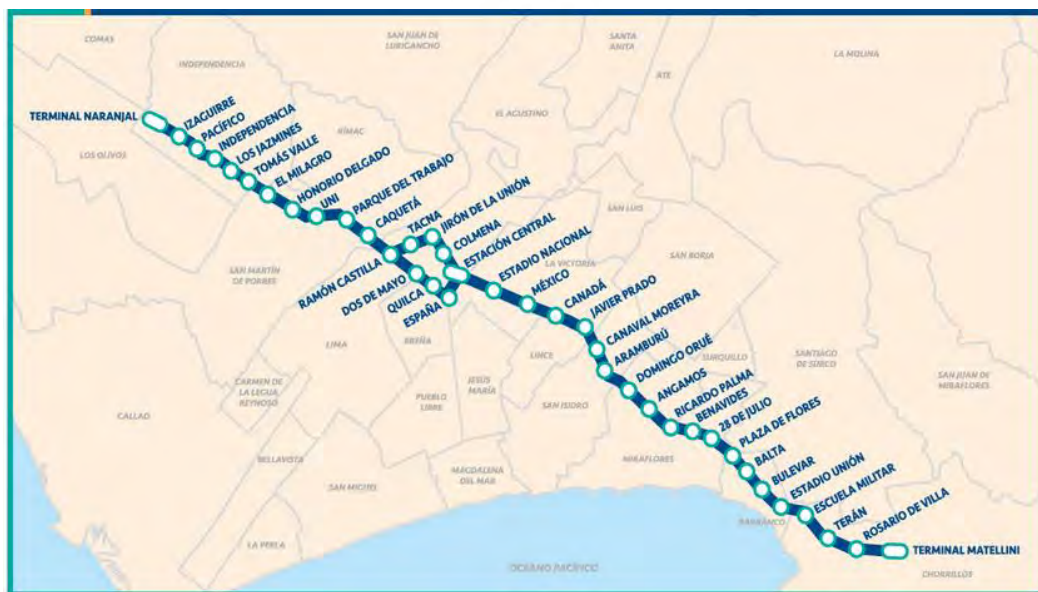 COMAS
SAN JUAN DE
LURIGANCHO
SANTA
ANITA
LA MOLINA
INDEPENDENCIA
ATE
EL AGUSTINO
RÍMAC
LOS OLIVOS
TERMINAL NARANJAL
IZAGUIRRE
PACÍFICO
INDEPENDENCIA
LOS JAZMINES
TOMÁS VALLE
EL MILAGRO
HONORIO DELGADO
UNI
PARQUE DEL TRABAJO
CAQUETÁ
RAMÓN CASTILLA
TACNA
JIRÓN DE LA UNIÓN
COLMENA
ESTACIÓN CENTRAL
DOS DE MAYO
QUILCA
ESPAÑA
ESTADIO NACIONAL
MÉXICO
CANADÁ
JAVIER PRADO
CANAVAL MOREYRA
ARAMBURÚ
DOMINGO ORUÉ
ANGAMOS
RICARDO PALMA
BENAVIDES
28 DE JULIO
PLAZA DE FLORES
BALTA
BULEVAR
ESTADIO UNIÓN
ESCUELA MILITAR
TERÁN
ROSARIO DE VILLA
TERMINAL MATELLINI
SAN LUIS
LA VICTORIA
SAN BORJA
SAN MARTÍN
DE PORRES
LIMA
BREÑA
LINCE
SURQUILLO
SANTIAGO
DE SURCO
SAN JUAN DE
MIRAFLORES
CARMEN DE
LA LEGUA
REYNOSO
JESÚS
MARÍA
PUEBLO
LIBRE
SAN ISIDRO
CALLAO
BELLAVISTA
MIRAFLORES
MAGDALENA
DEL MAR
SAN MIGUEL
BARRANCO
LA PERLA
OCÉANO PACÍFICO
CHORRILLOS